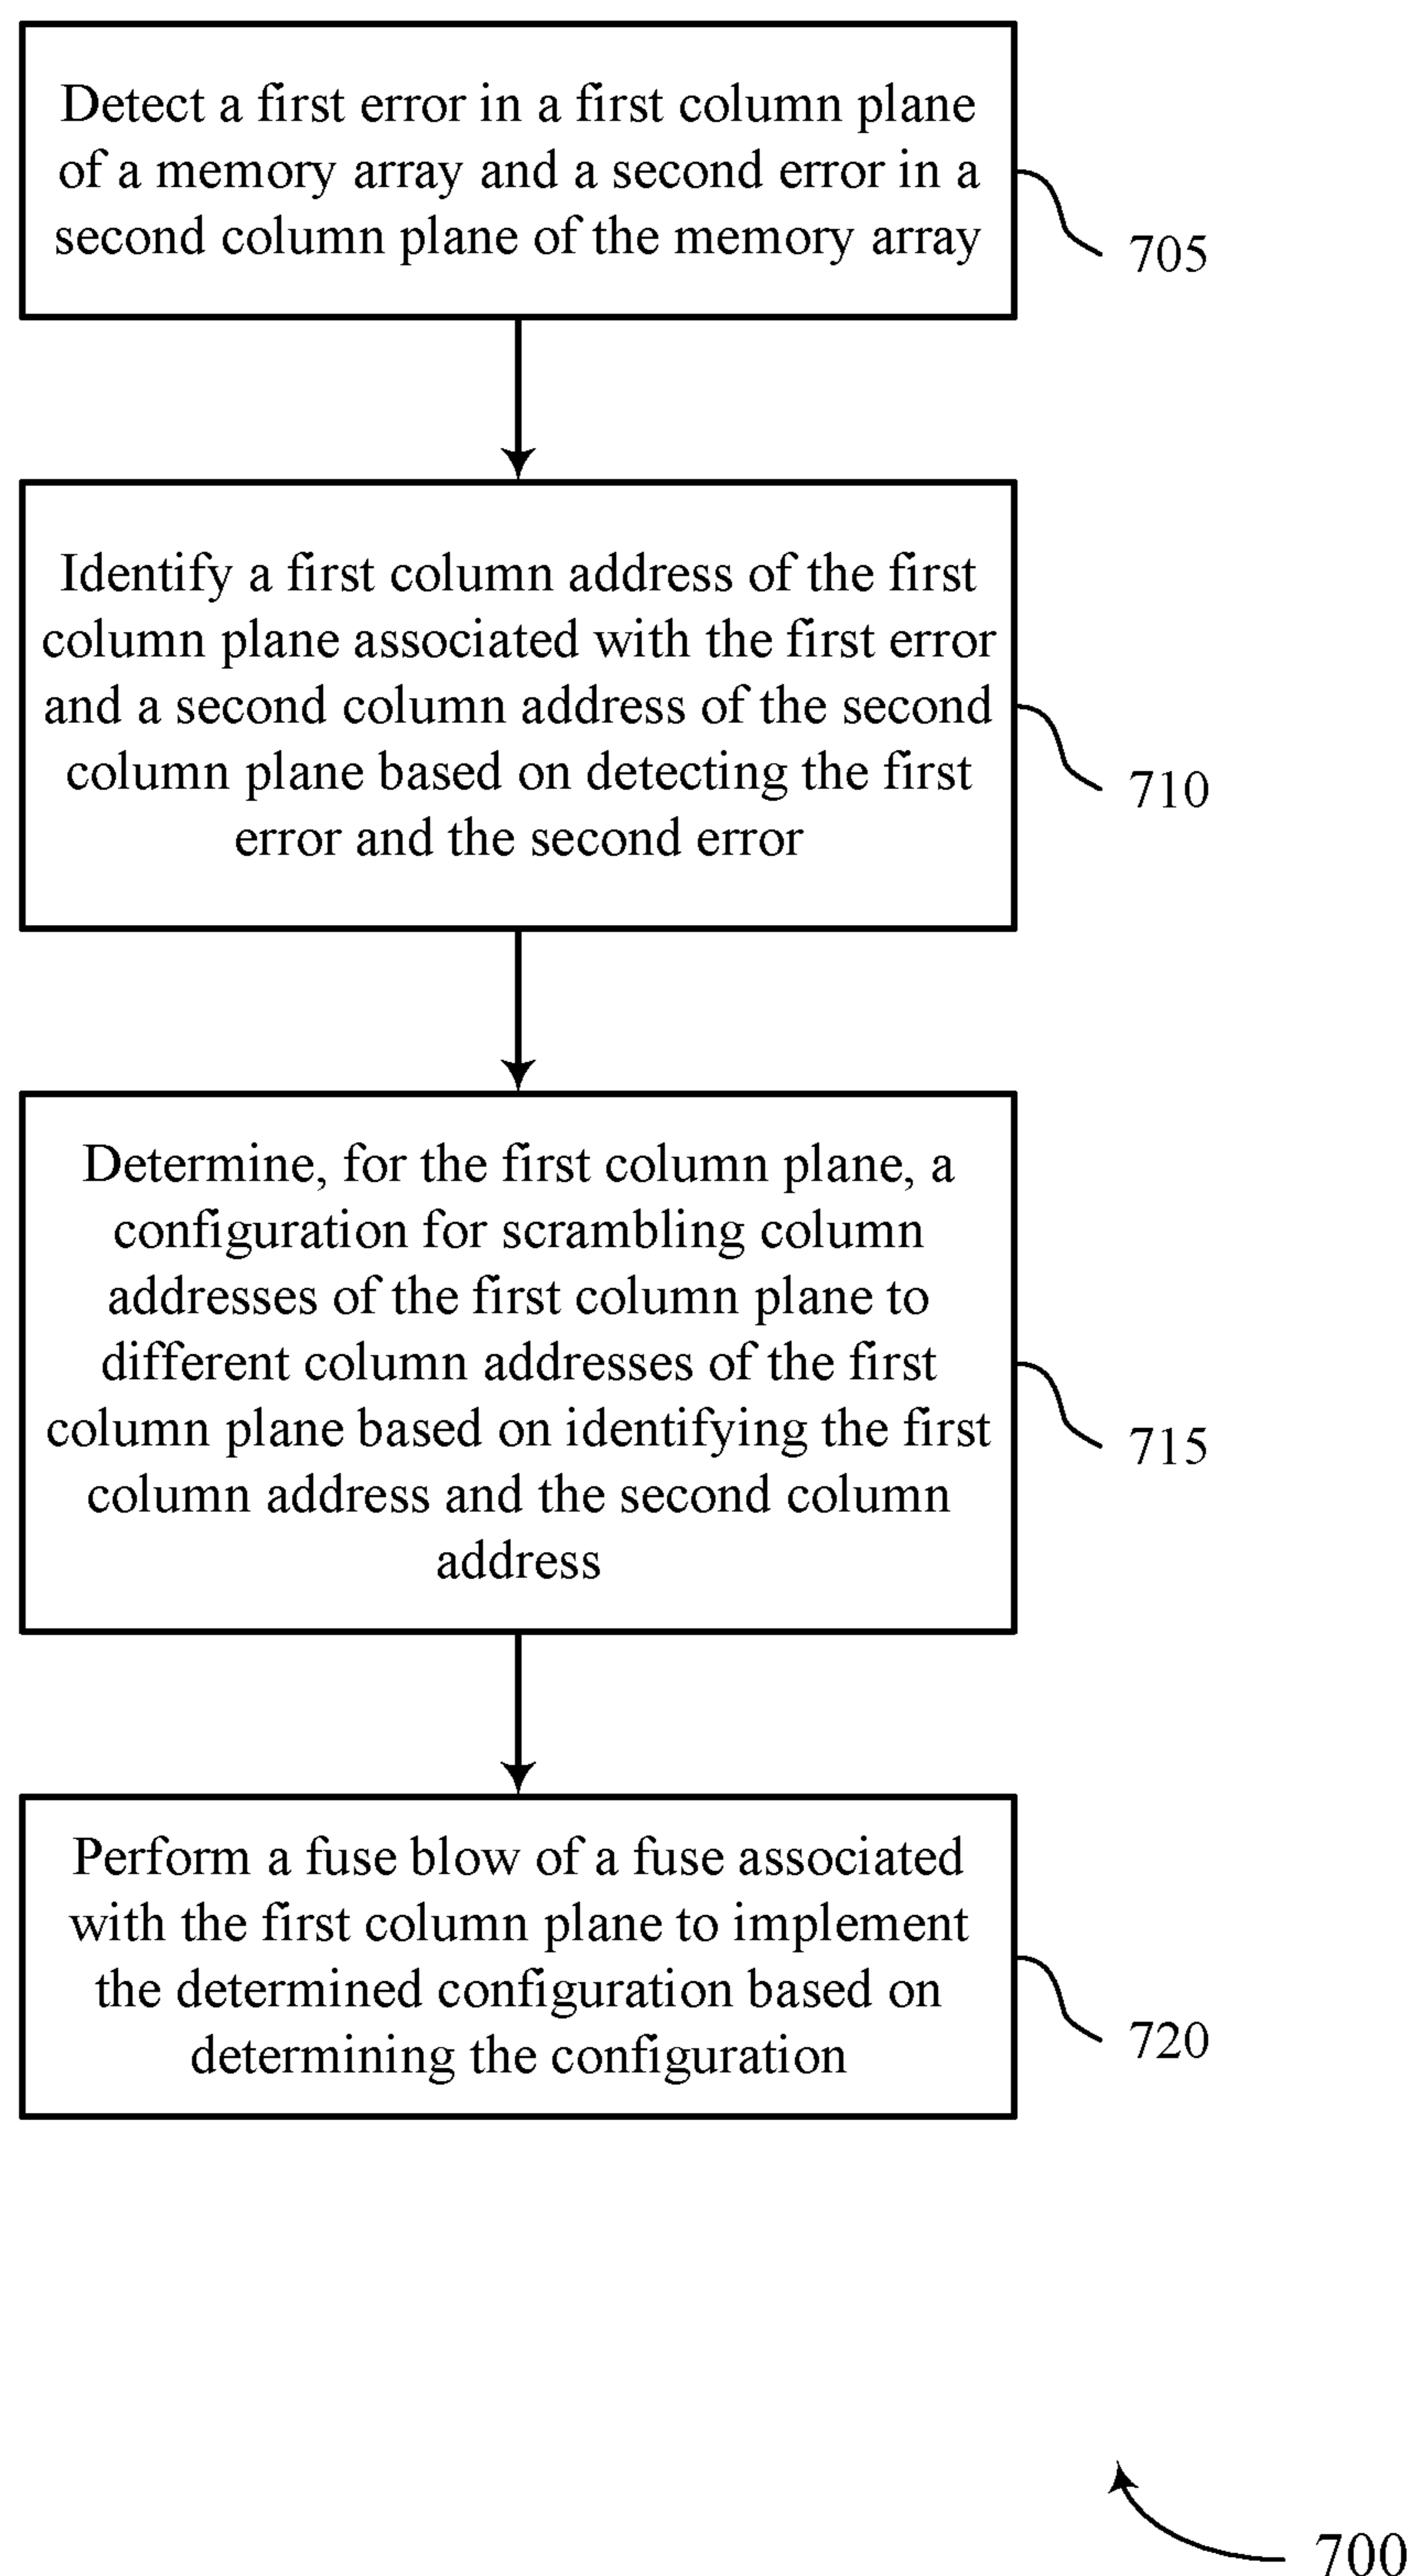 Detect a first error in a first column plane
of a memory array and a second error in a
second column plane of the memory array
705
Identify a first column address of the first
column plane associated with the first error
and a second column address of the second
column plane based on detecting the first
error and the second error
710
Determine, for the first column plane, a
configuration for scrambling column
addresses of the first column plane to
different column addresses of the first
column plane based on identifying the first
column address and the second column
address
715
Perform a fuse blow of a fuse associated
with the first column plane to implement
the determined configuration based on
determining the configuration
720
700